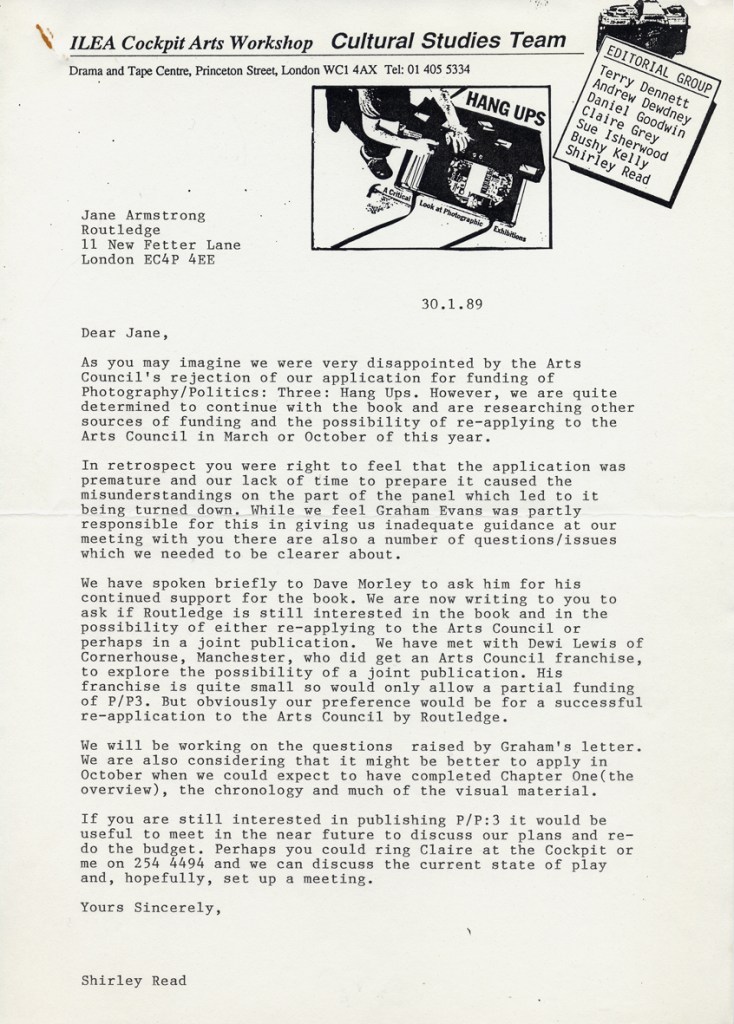 ILEA Cockpit Arts Workshop Cultural Studies Team
Drama and Tape Centre, Princeton Street, London WC1 4AX Tel: 01 405 5334
EDITORIAL GROUP
Terry Dennett
Andrew Dewdney
Daniel Goodwin
Claire Grey
Sue Isherwood
Bushy Kelly
Shirley Read
HANG UPS
A Critical
Look at Photographic
Exhibitions
Jane Armstrong
Routledge
11 New Fetter Lane
London EC4P 4EE
30.1.89
Dear Jane,
As you may imagine we were very disappointed by the Arts
Council's rejection of our application for funding of
Photography/Politics: Three: Hang Ups. However, we are quite
determined to continue with the book and are researching other
sources of funding and the possibility of re-applying to the
Arts Council in March or October of this year.
In retrospect you were right to feel that the application was
premature and our lack of time to prepare it caused the
misunderstandings on the part of the panel which led to it
being turned down. While we feel Graham Evans was partly
responsible for this in giving us inadequate guidance at our
meeting with you there are also a number of questions/issues
which we needed to be clearer about.
We have spoken briefly to Dave Morley to ask him for his
continued support for the book. We are now writing to you to
ask if Routledge is still interested in the book and in the
possibility of either re-applying to the Arts Council or
perhaps in a joint publication. We have met with Dewi Lewis of
Cornerhouse, Manchester, who did get an Arts Council franchise,
to explore the possibility of a joint publication. His
franchise is quite small so would only allow a partial funding
of P/P3. But obviously our preference would be for a successful
re-application to the Arts Council by Routledge.
We will be working on the questions raised by Graham's letter.
We are also considering that it might be better to apply in
October when we could expect to have completed Chapter One(the
overview), the chronology and much of the visual material.
If you are still interested in publishing P/P:3 it would be
useful to meet in the near future to discuss our plans and re-
do the budget. Perhaps you could ring Claire at the Cockpit or
me on 254 4494 and we can discuss the current state of play
and, hopefully, set up a meeting.
Yours Sincerely,
Shirley Read